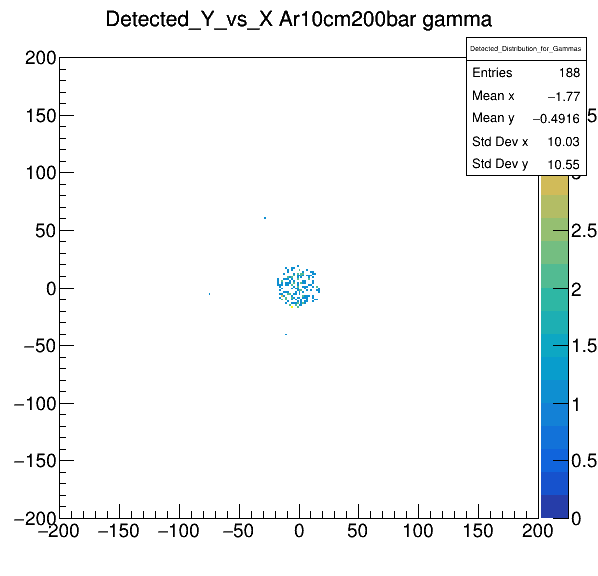 Detected_Y_vs_X Ar10cm200bar gamma
Detected_Distribution_for_Gammas
Entries 188
Mean x −1.77
Mean y −0.4916
Std Dev x 10.03
Std Dev y 10.55
200
150
100
50
0
−50
−100
−150
−200
−200 −150 −100 −50 0 50 100 150 200
5
2.5
2
1.5
1
0.5
0